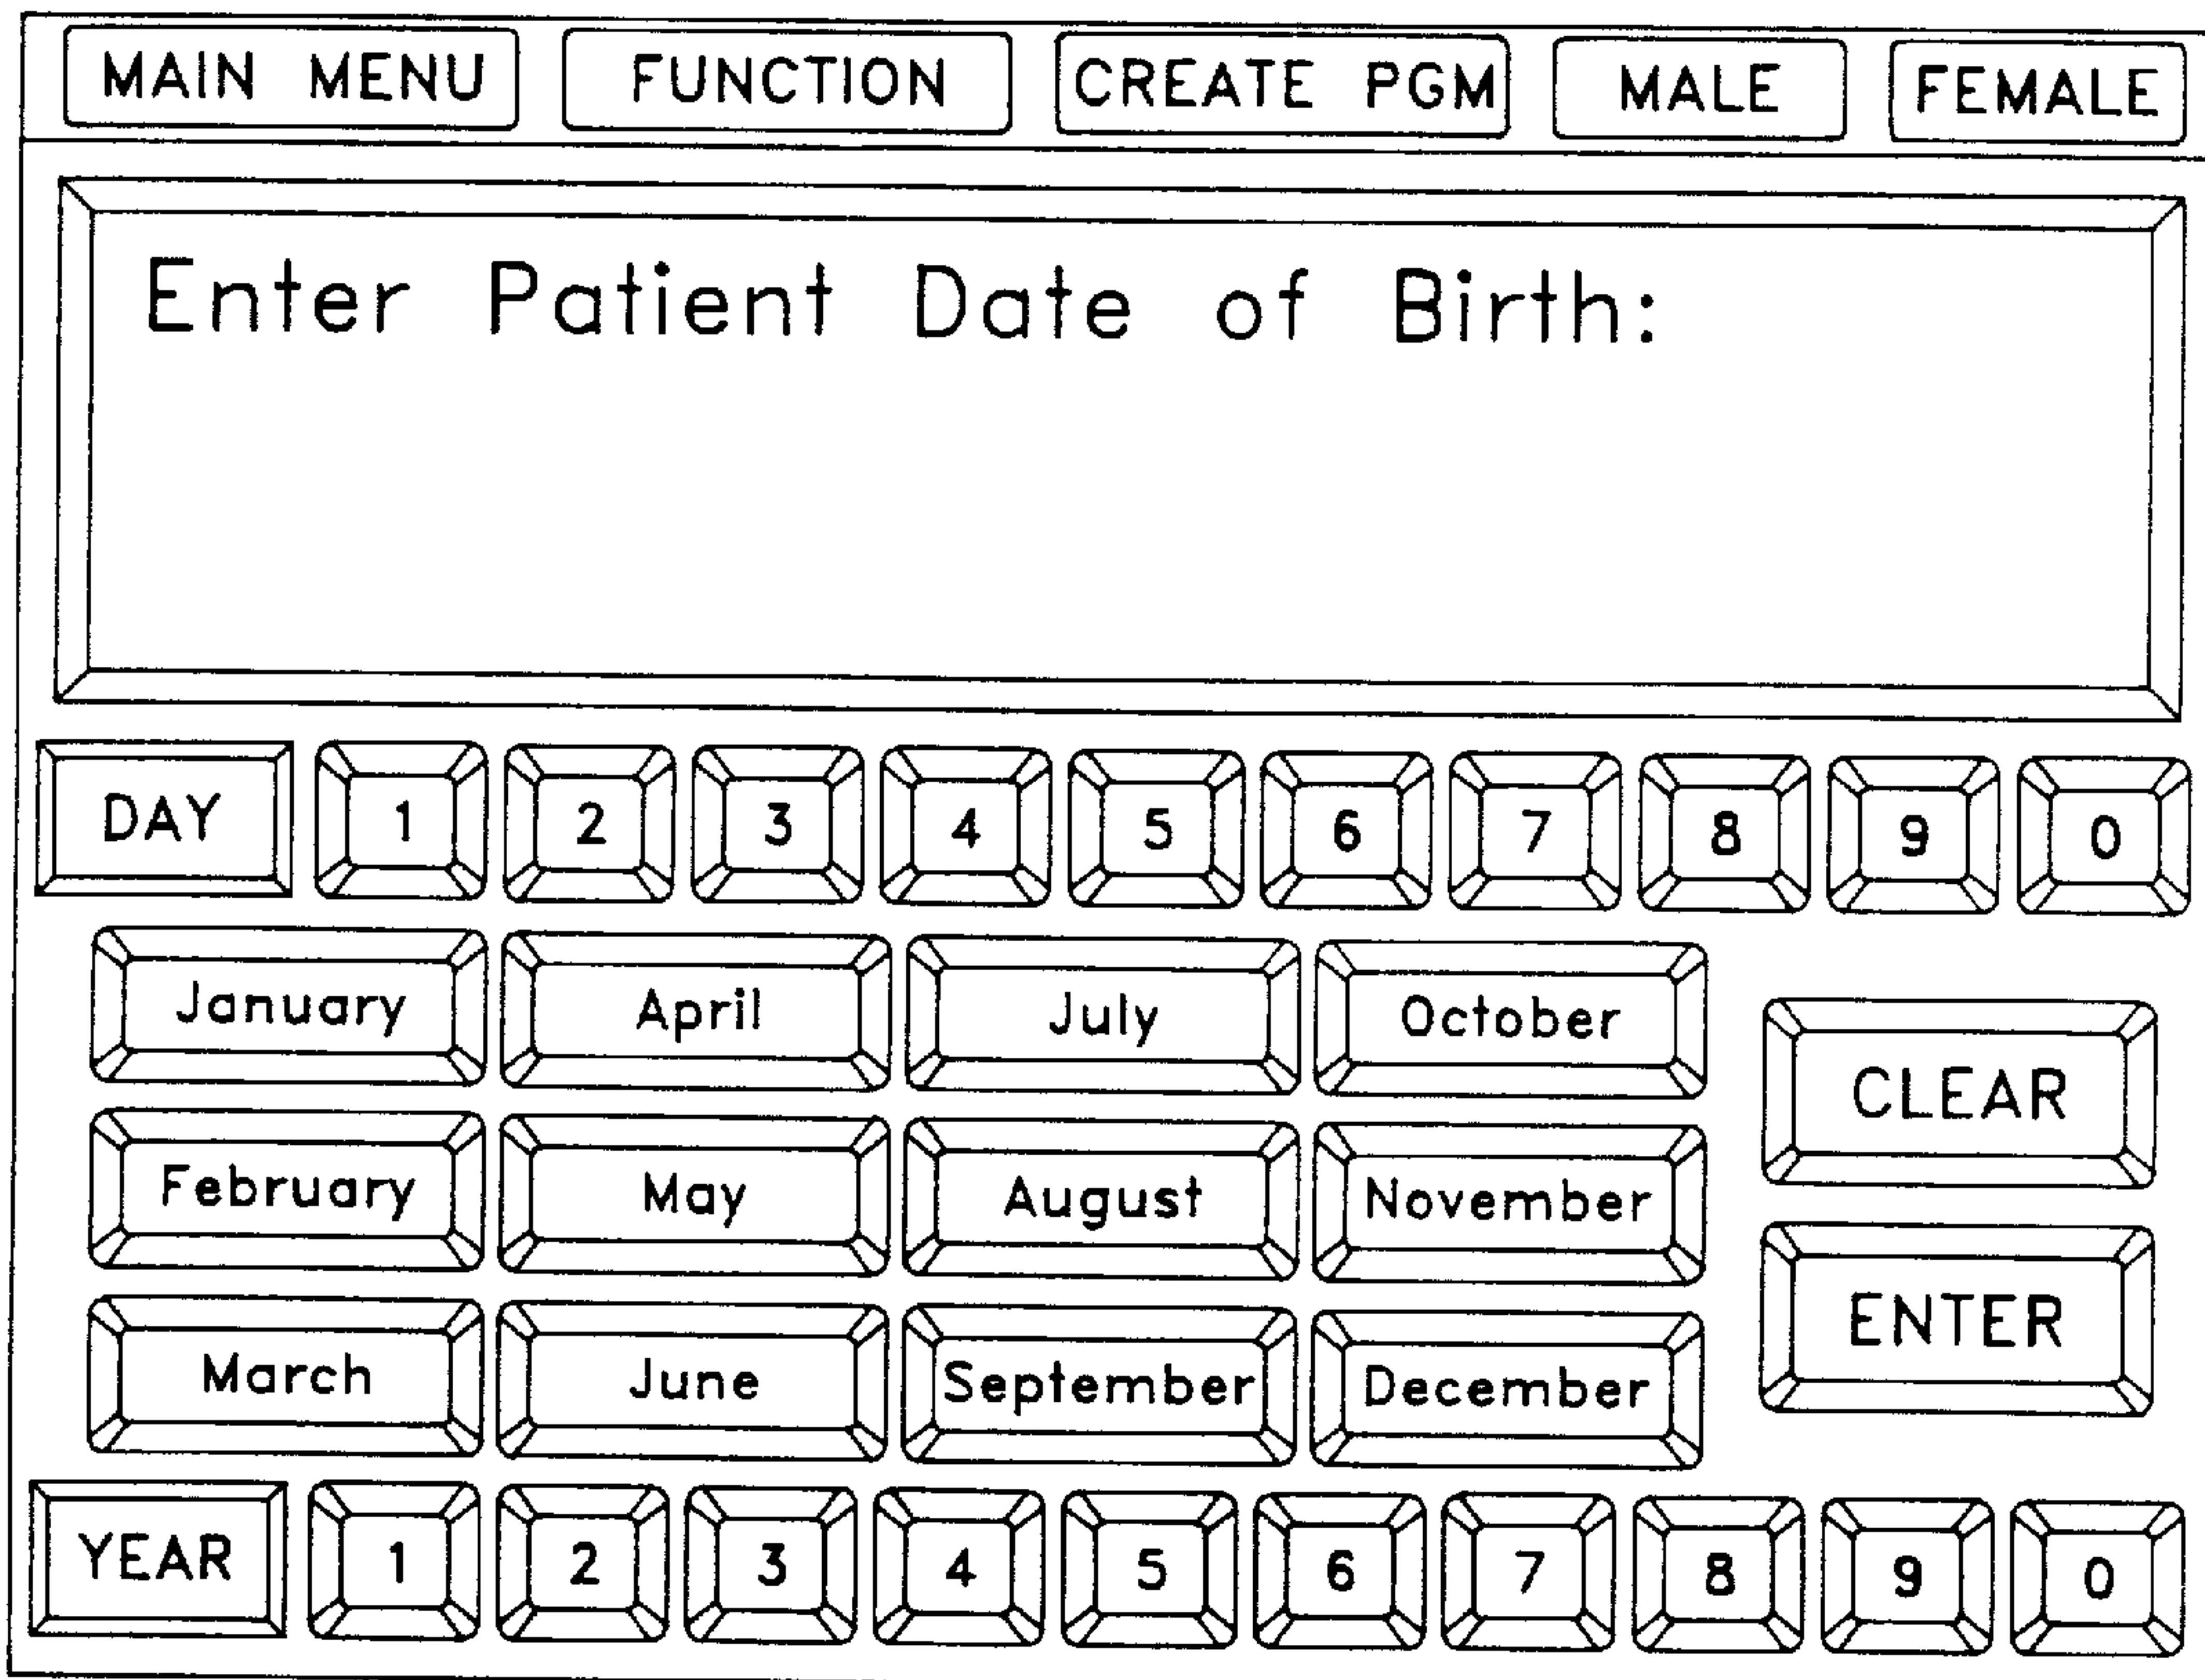 MAIN MENU FUNCTION CREATE PGM MALE FEMALE
Enter Patient Date of Birth:
DAY 1 2 3 4 5 6 7 8 9 0
January April July October
CLEAR
February May August November
ENTER
March June September December
YEAR 1 2 3 4 5 6 7 8 9 0